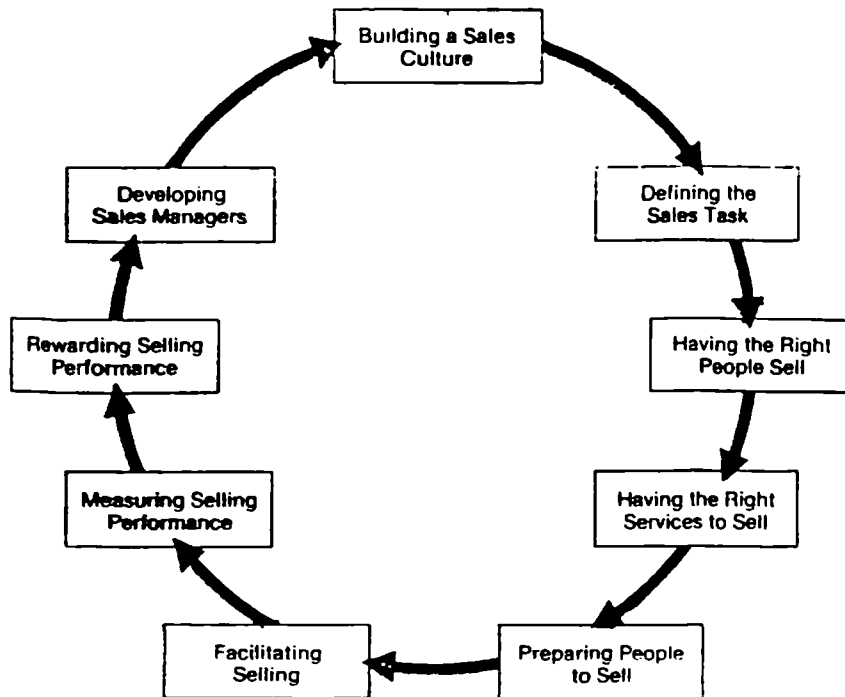 Building a Sales
Culture
Defining the
Sales Task
Having the Right
People Sell
Having the Right
Services to Sell
Preparing People
to Sell
Facilitating
Selling
Measuring Selling
Performance
Rewarding Selling
Performance
Developing
Sales Managers